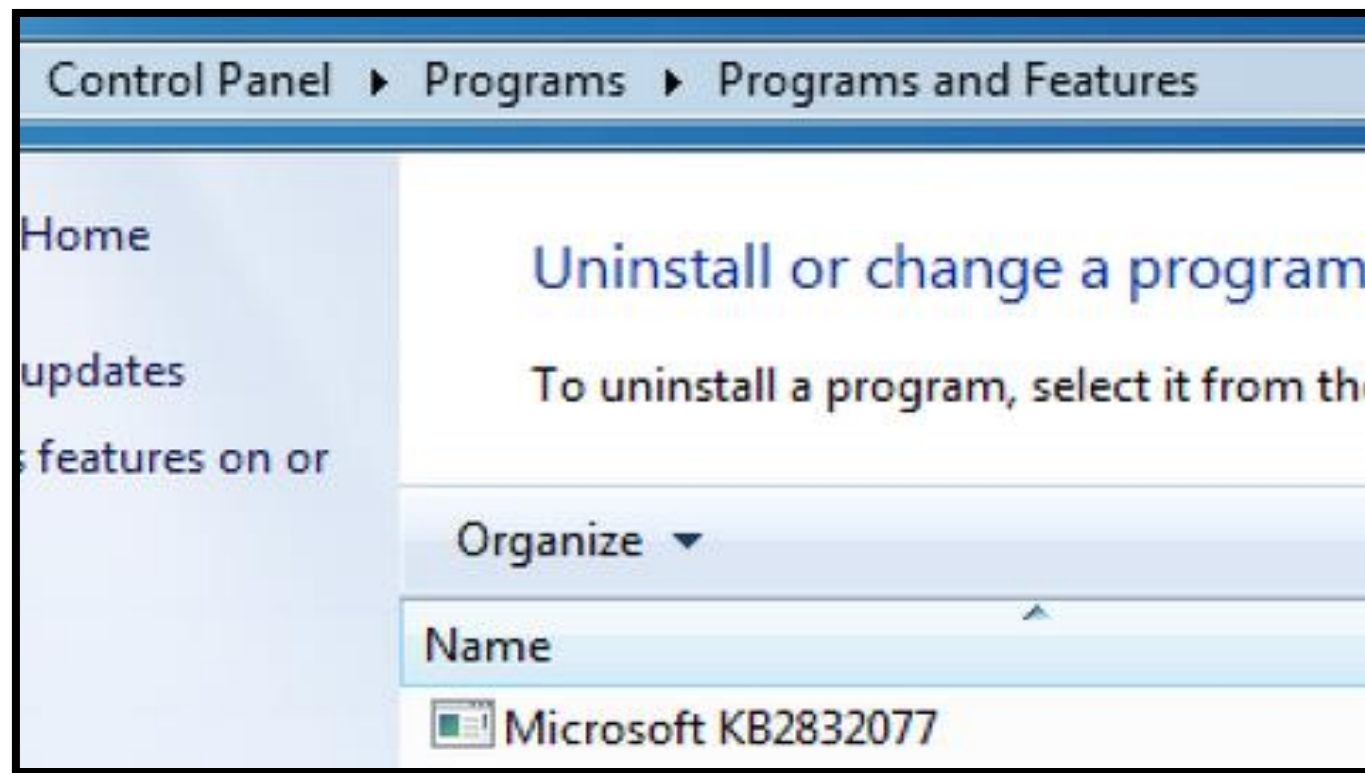 Control Panel ▸ Programs ▸ Programs and Features
Home
Uninstall or change a program
updates
To uninstall a program, select it from the
features on or
Organize
Name
Microsoft KB2832077